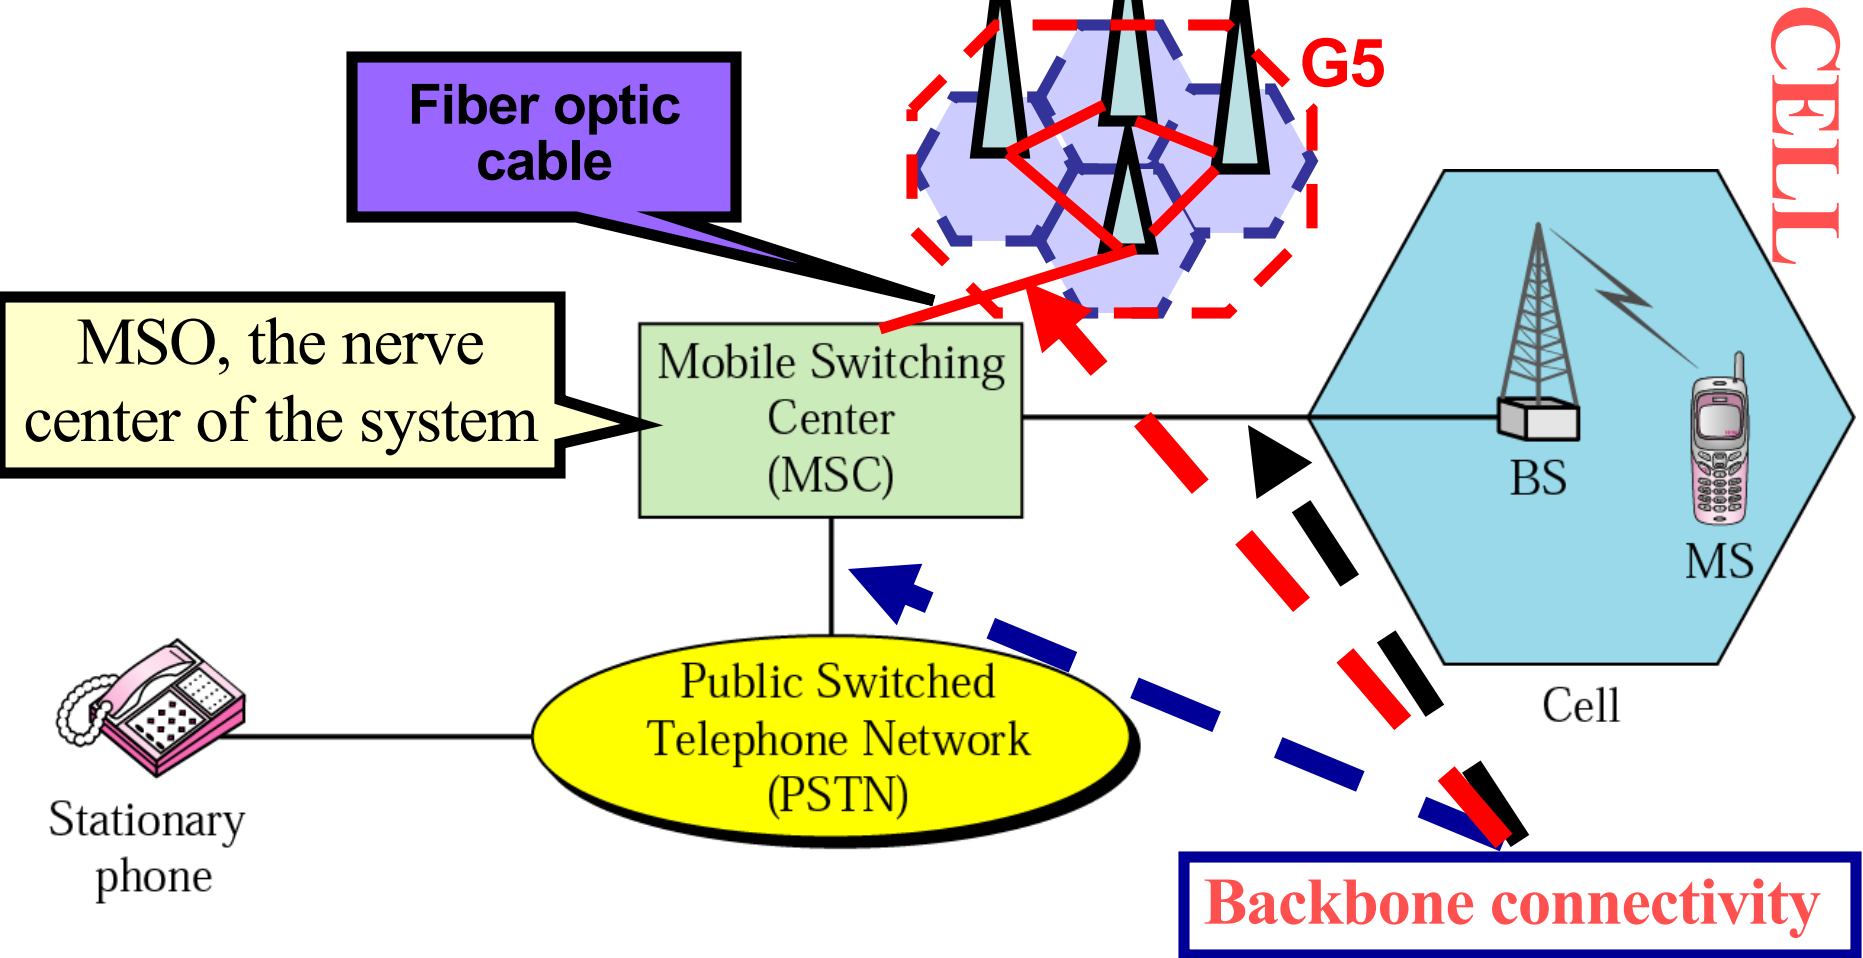 G5
CELL
Fiber optic
cable
MSO, the nerve
center of the system
Mobile Switching
Center
(MSC)
BS
MS
Cell
Public Switched
Telephone Network
(PSTN)
Stationary
phone
Backbone connectivity